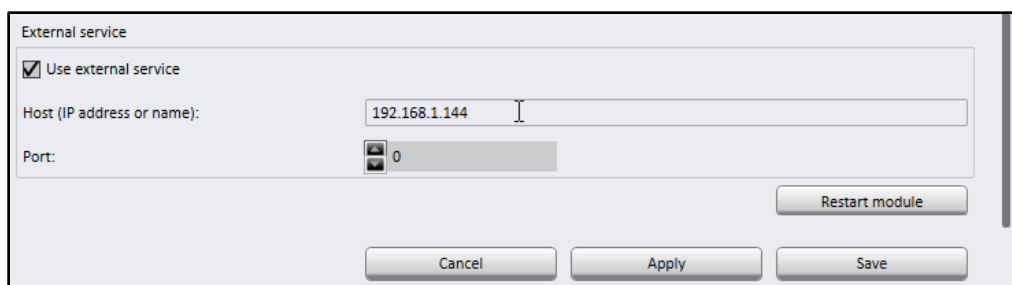 External service
Use external service
Host (IP address or name): 192.168.1.144
Port: 0
Restart module
Cancel Apply Save